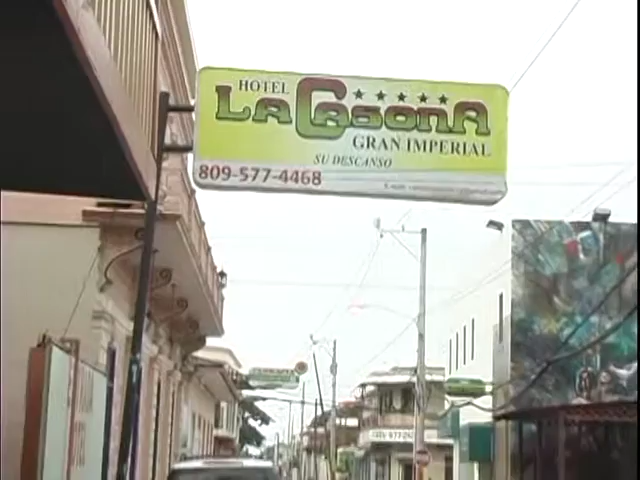 HOTEL
LA CASONA
GRAN IMPERIAL
SU DESCANSO
809-577-4468